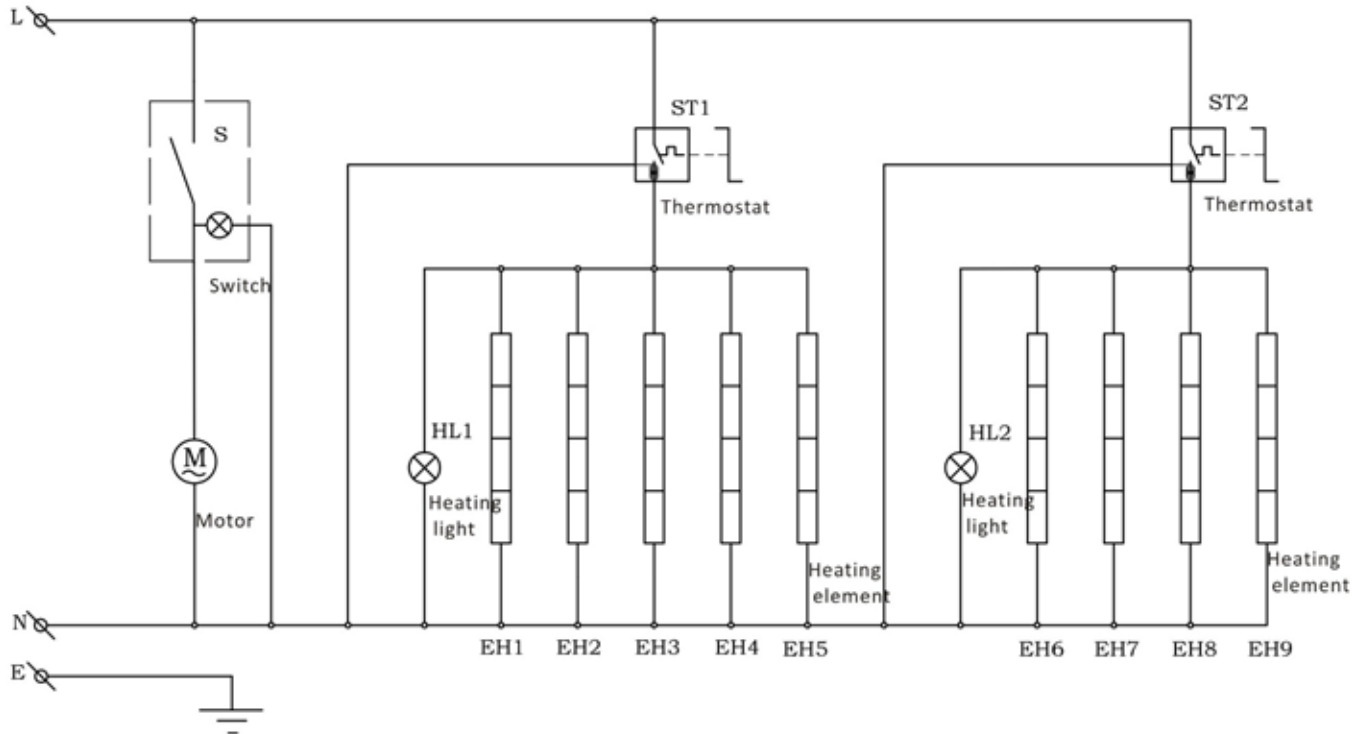 L
S
ST1
ST2
Thermostat
Thermostat
Switch
HL1
HL2
M
Heating
light
Heating
light
Motor
Heating
element
Heating
element
N
EH1
EH2
EH3
EH4
EH5
EH6
EH7
EH8
EH9
E